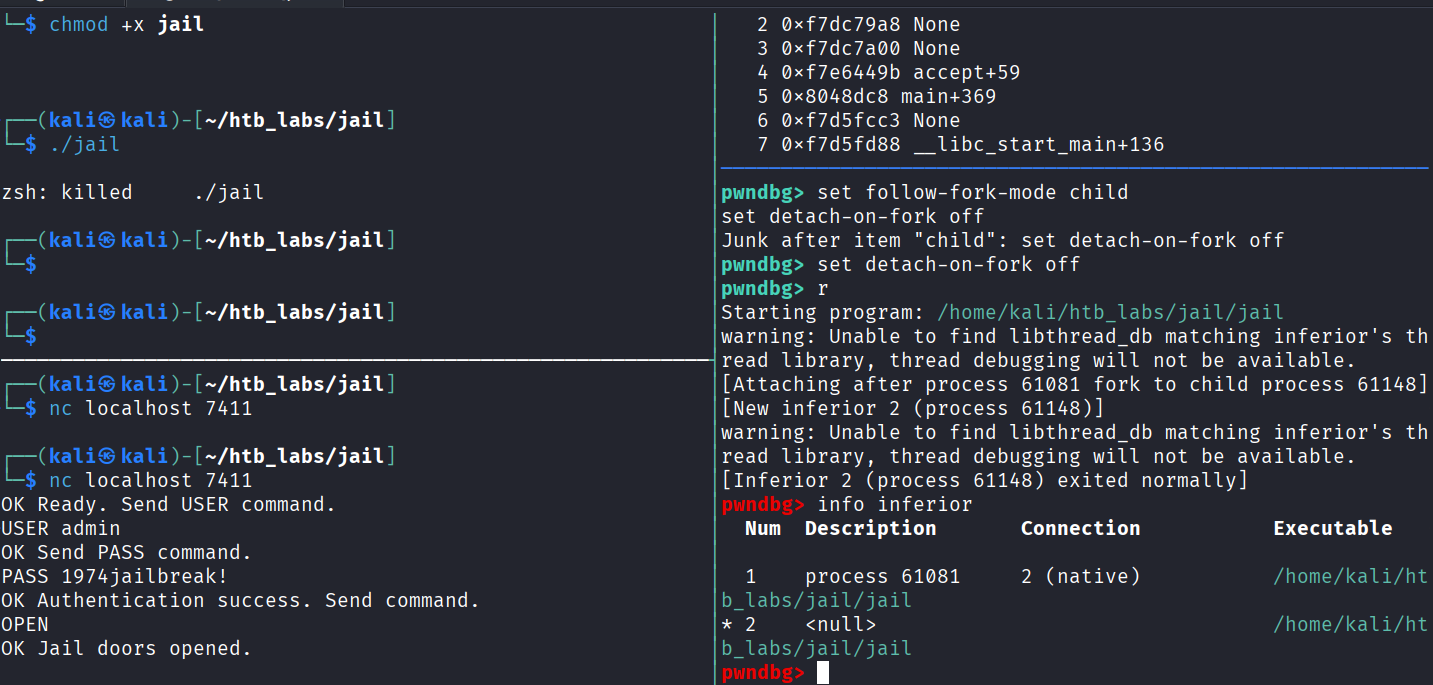 └─$ chmod +x jail
┌──(kali㉿kali)-[~/htb_labs/jail]
└─$ ./jail
zsh: killed     ./jail
┌──(kali㉿kali)-[~/htb_labs/jail]
└─$
┌──(kali㉿kali)-[~/htb_labs/jail]
└─$
┌──(kali㉿kali)-[~/htb_labs/jail]
└─$ nc localhost 7411
┌──(kali㉿kali)-[~/htb_labs/jail]
└─$ nc localhost 7411
OK Ready. Send USER command.
USER admin
OK Send PASS command.
PASS 1974jailbreak!
OK Authentication success. Send command.
OPEN
OK Jail doors opened.
2 0×f7dc79a8 None
3 0×f7dc7a00 None
4 0×f7e6449b accept+59
5 0×8048dc8 main+369
6 0×f7d5fcc3 None
7 0×f7d5fd88 __libc_start_main+136
pwndbg> set follow-fork-mode child
set detach-on-fork off
Junk after item "child": set detach-on-fork off
pwndbg> set detach-on-fork off
pwndbg> r
Starting program: /home/kali/htb_labs/jail/jail
warning: Unable to find libthread_db matching inferior's th
read library, thread debugging will not be available.
[Attaching after process 61081 fork to child process 61148]
[New inferior 2 (process 61148)]
warning: Unable to find libthread_db matching inferior's th
read library, thread debugging will not be available.
[Inferior 2 (process 61148) exited normally]
pwndbg> info inferior
Num  Description       Connection           Executable
1    process 61081     2 (native)           /home/kali/ht
b_labs/jail/jail
* 2    <null>                                 /home/kali/ht
b_labs/jail/jail
pwndbg>